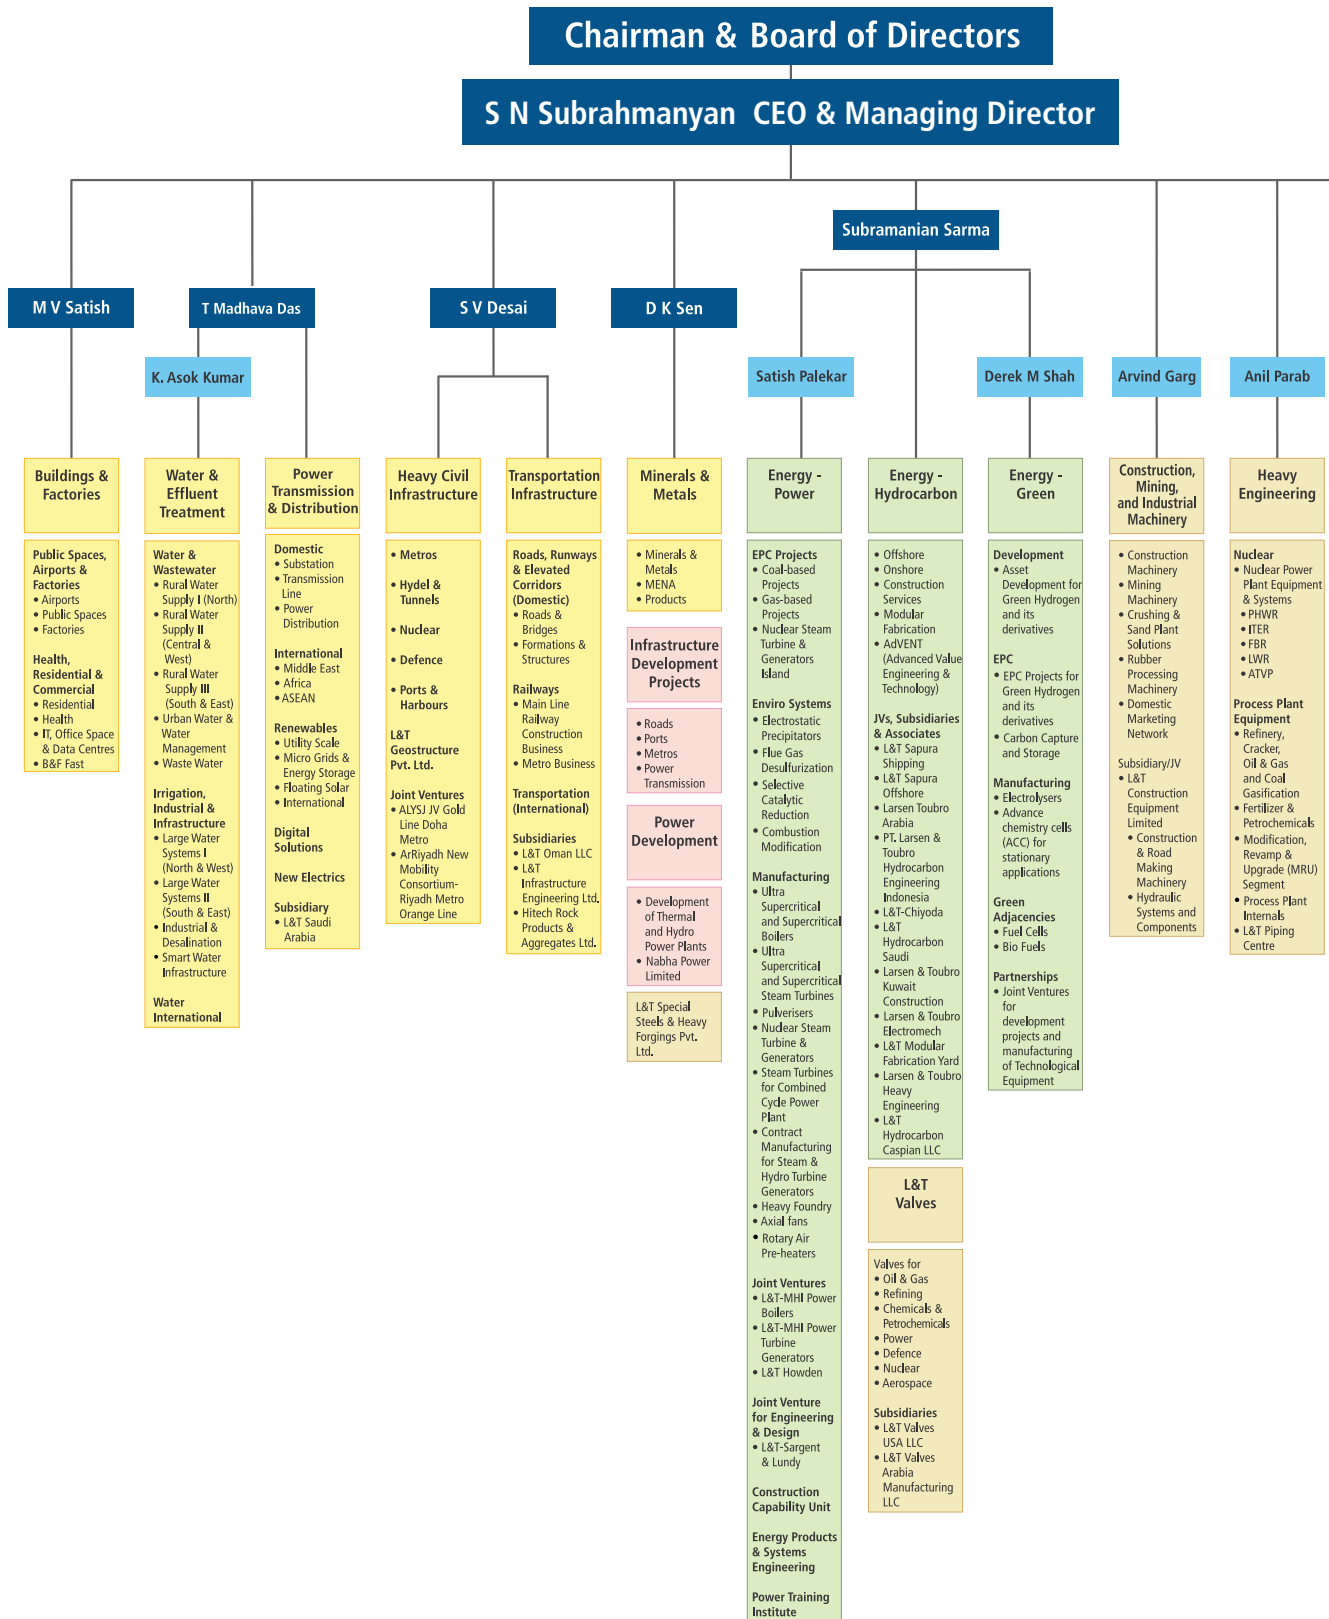 Chairman & Board of Directors
S N Subrahmanyan CEO & Managing Director
Subramanian Sarma
M V Satish
T Madhava Das
S V Desai
D K Sen
K. Asok Kumar
Satish Palekar
Derek M Shah
Arvind Garg
Anil Parab
Buildings &
Factories
Public Spaces,
Airports &
Factories
• Airports
• Public Spaces
• Factories
Health,
Residential &
Commercial
• Residential
• Health
• IT, Office Space
& Data Centres
• B&F Fast
Water &
Effluent
Treatment
Water &
Wastewater
• Rural Water
Supply I (North)
• Rural Water
Supply II
(Central &
West)
• Rural Water
Supply III
(South & East)
• Urban Water &
Water
Management
• Waste Water
Irrigation,
Industrial &
Infrastructure
• Large Water
Systems I
(North & West)
• Large Water
Systems II
(South & East)
• Industrial &
Desalination
• Smart Water
Infrastructure
Water
International
Power
Transmission
& Distribution
Domestic
• Substation
• Transmission
Line
• Power
Distribution
International
• Middle East
• Africa
• ASEAN
Renewables
• Utility Scale
• Micro Grids &
Energy Storage
• Floating Solar
• International
Digital
Solutions
New Electrics
Subsidiary
• L&T Saudi
Arabia
Heavy Civil
Infrastructure
• Metros
• Hydel &
Tunnels
• Nuclear
• Defence
• Ports &
Harbours
L&T
Geostructure
Pvt. Ltd.
Joint Ventures
• ALYSJ JV Gold
Line Doha
Metro
• ArRiyadh New
Mobility
Consortium-
Riyadh Metro
Orange Line
Transportation
Infrastructure
Roads, Runways
& Elevated
Corridors
(Domestic)
• Roads &
Bridges
• Formations &
Structures
Railways
• Main Line
Railway
Construction
Business
• Metro Business
Transportation
(International)
Subsidiaries
• L&T Oman LLC
• L&T
Infrastructure
Engineering Ltd.
• Hitech Rock
Products &
Aggregates Ltd.
Minerals &
Metals
• Minerals &
Metals
• MENA
• Products
Infrastructure
Development
Projects
• Roads
• Ports
• Metros
• Power
Transmission
Power
Development
• Development
of Thermal
and Hydro
Power Plants
• Nabha Power
Limited
L&T Special
Steels & Heavy
Forgings Pvt.
Ltd.
Energy -
Power
EPC Projects
• Coal-based
Projects
• Gas-based
Projects
• Nuclear Steam
Turbine &
Generators
Island
Enviro Systems
• Electrostatic
Precipitators
• Flue Gas
Desulfurization
• Selective
Catalytic
Reduction
• Combustion
Modification
Manufacturing
• Ultra
Supercritical
and Supercritical
Boilers
• Ultra
Supercritical
and Supercritical
Steam Turbines
• Pulverisers
• Nuclear Steam
Turbine &
Generators
• Steam Turbines
for Combined
Cycle Power
Plant
• Contract
Manufacturing
for Steam &
Hydro Turbine
Generators
• Heavy Foundry
• Axial fans
• Rotary Air
Pre-heaters
Joint Ventures
• L&T-MHI Power
Boilers
• L&T-MHI Power
Turbine
Generators
• L&T Howden
Joint Venture
for Engineering
& Design
• L&T-Sargent
& Lundy
Construction
Capability Unit
Energy Products
& Systems
Engineering
Power Training
Institute
Energy -
Hydrocarbon
• Offshore
• Onshore
• Construction
Services
• Modular
Fabrication
• AdVENT
(Advanced Value
Engineering &
Technology)
JVs, Subsidiaries
& Associates
• L&T Sapura
Shipping
• L&T Sapura
Offshore
• Larsen Toubro
Arabia
• PT. Larsen &
Toubro
Hydrocarbon
Engineering
Indonesia
• L&T-Chiyoda
• L&T
Hydrocarbon
Saudi
• Larsen & Toubro
Kuwait
Construction
• Larsen & Toubro
Electromech
• L&T Modular
Fabrication Yard
• Larsen & Toubro
Heavy
Engineering
• L&T
Hydrocarbon
Caspian LLC
L&T
Valves
Valves for
• Oil & Gas
• Refining
• Chemicals &
Petrochemicals
• Power
• Defence
• Nuclear
• Aerospace
Subsidiaries
• L&T Valves
USA LLC
• L&T Valves
Arabia
Manufacturing
LLC
Energy -
Green
Development
• Asset
Development for
Green Hydrogen
and its
derivatives
EPC
• EPC Projects for
Green Hydrogen
and its
derivatives
• Carbon Capture
and Storage
Manufacturing
• Electrolysers
• Advance
chemistry cells
(ACC) for
stationary
applications
Green
Adjacencies
• Fuel Cells
• Bio Fuels
Partnerships
• Joint Ventures
for
development
projects and
manufacturing
of Technological
Equipment
Construction,
Mining,
and Industrial
Machinery
• Construction
Machinery
• Mining
Machinery
• Crushing &
Sand Plant
Solutions
• Rubber
Processing
Machinery
• Domestic
Marketing
Network
Subsidiary/JV
• L&T
Construction
Equipment
Limited
• Construction
& Road
Making
Machinery
• Hydraulic
Systems and
Components
Heavy
Engineering
Nuclear
• Nuclear Power
Plant Equipment
& Systems
• PHWR
• ITER
• FBR
• LWR
• ATVP
Process Plant
Equipment
• Refinery,
Cracker,
Oil & Gas
and Coal
Gasification
• Fertilizer &
Petrochemicals
• Modification,
Revamp &
Upgrade (MRU)
Segment
• Process Plant
Internals
• L&T Piping
Centre